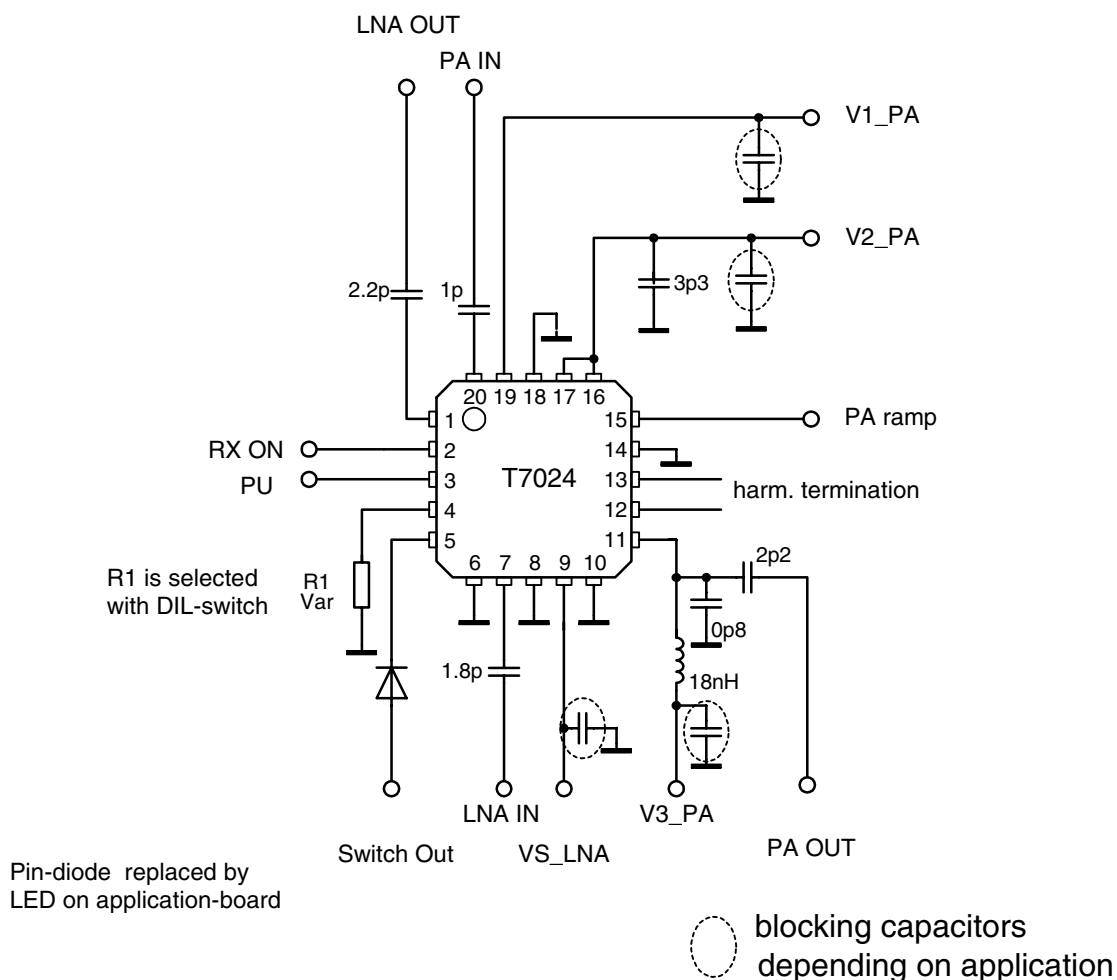 LNA OUT
PA IN
V1_PA
V2_PA
2.2p
1p
3p3
20 19 18 17 16
1
15
PA ramp
RX ON
2
14
PU
3
T7024
13
harm. termination
4
12
5
11
6 7 8 9 10
R1 is selected
with DIL-switch
R1
Var
2p2
0p8
1.8p
18nH
LNA IN
V3_PA
Switch Out
VS_LNA
PA OUT
Pin-diode replaced by
LED on application-board
blocking capacitors
depending on application